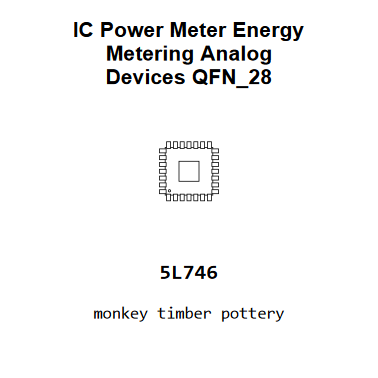 IC Power Meter Energy
Metering Analog
Devices QFN_28
5L746
monkey timber pottery